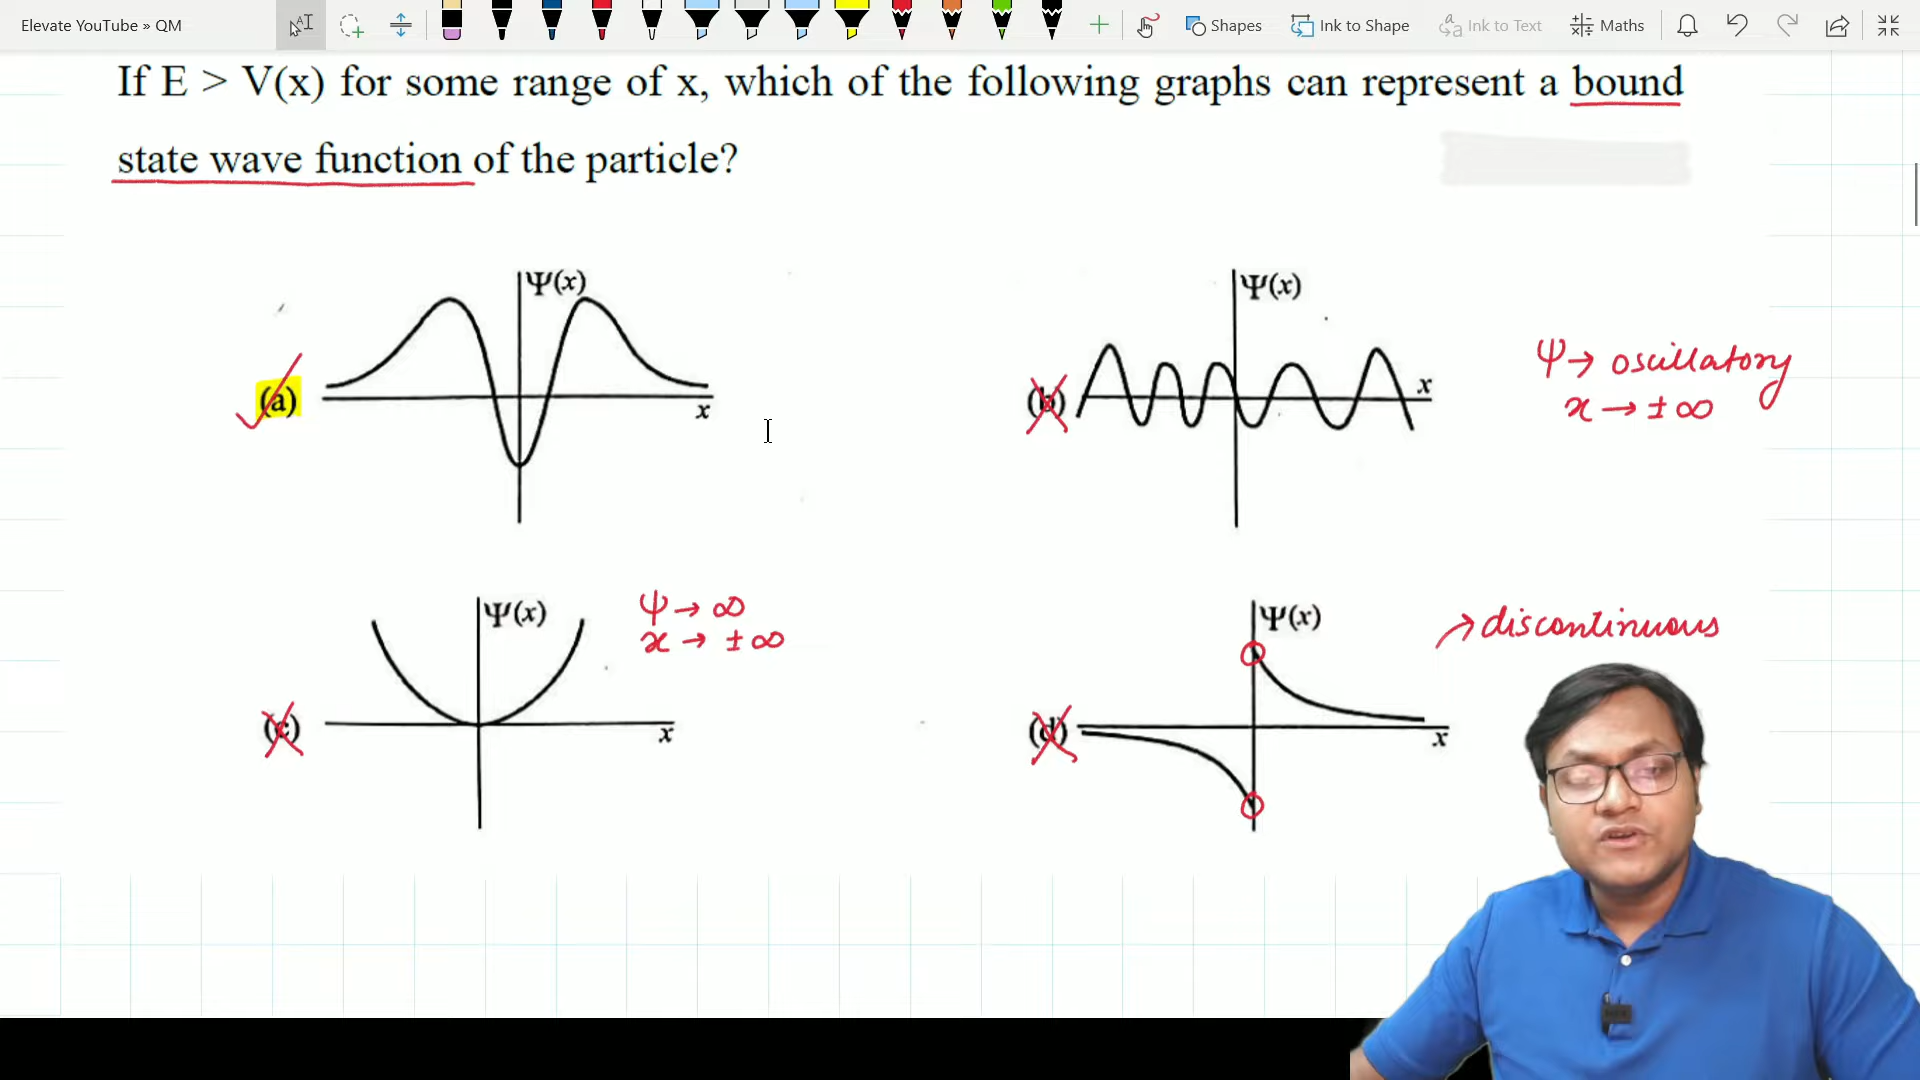 Elevate YouTube » QM
Shapes
Ink to Shape
Ink to Text
Maths
If E > V(x) for some range of x, which of the following graphs can represent a bound
state wave function of the particle?
Ψ(x)
(a)
x
Ψ(x)
(b)
x
ψ → oscillatory
x → ± ∞
Ψ(x)
(c)
x
ψ → ∞
x → ± ∞
Ψ(x)
(d)
x
→ discontinuous